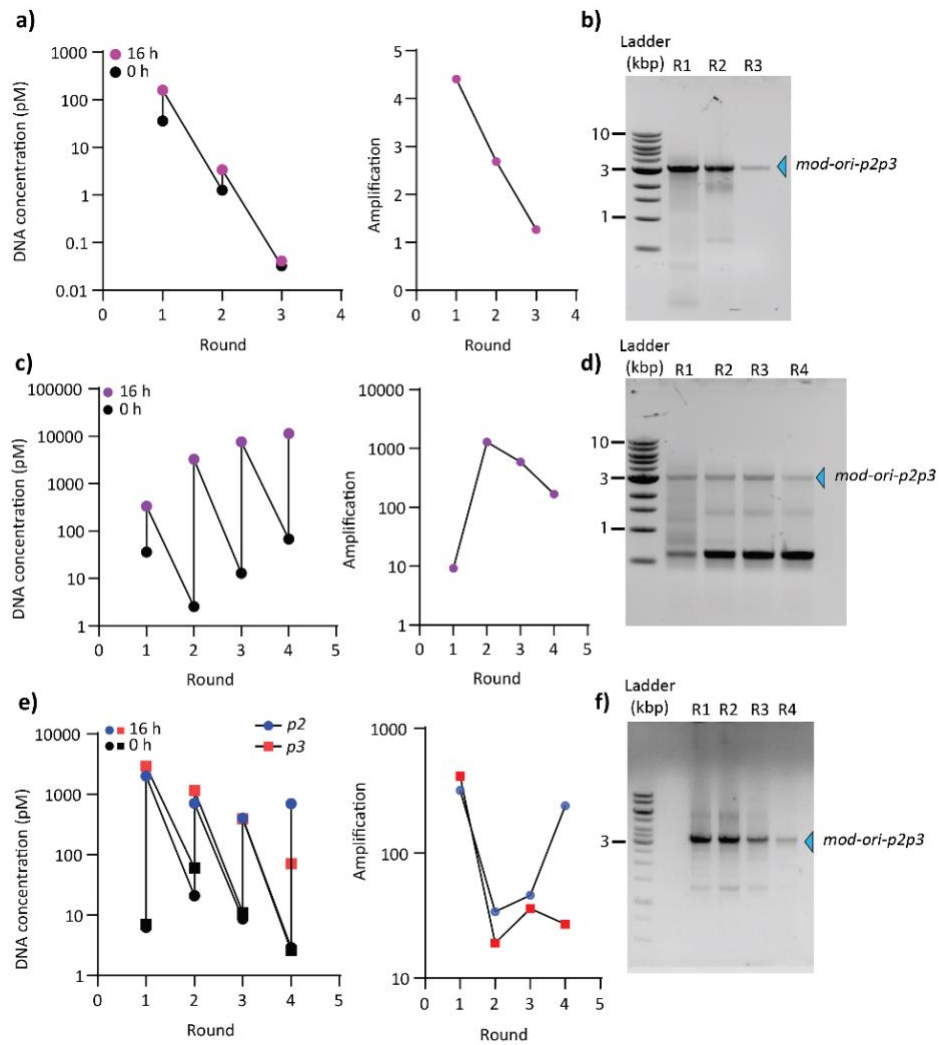 a)
16 h
0 h
DNA concentration (pM)
1000
100
10
1
0.1
0.01
0 1 2 3 4
Round
Amplification
5
4
3
2
1
0
0 1 2 3 4
Round
b)
Ladder
(kbp) R1 R2 R3
10
3
1
mod-ori-p2p3
c)
16 h
0 h
DNA concentration (pM)
100000
10000
1000
100
10
1
0 1 2 3 4 5
Round
Amplification
10000
1000
100
10
1
0 1 2 3 4 5
Round
d)
Ladder
(kbp) R1 R2 R3 R4
10
3
1
mod-ori-p2p3
e)
16 h
0 h
p2
p3
DNA concentration (pM)
10000
1000
100
10
1
0 1 2 3 4 5
Round
Amplification
1000
100
10
0 1 2 3 4 5
Round
f)
Ladder
(kbp) R1 R2 R3 R4
3
mod-ori-p2p3